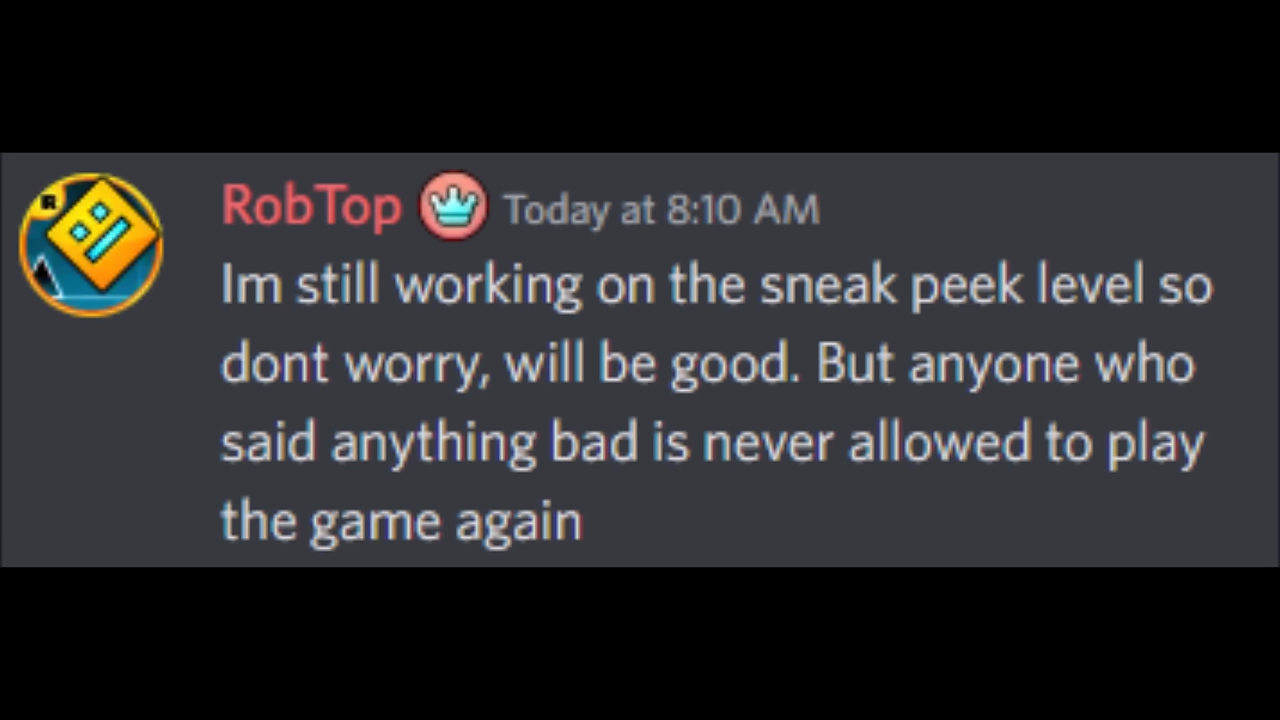 RobTop Today at 8:10 AM
Im still working on the sneak peek level so
dont worry, will be good. But anyone who
said anything bad is never allowed to play
the game again